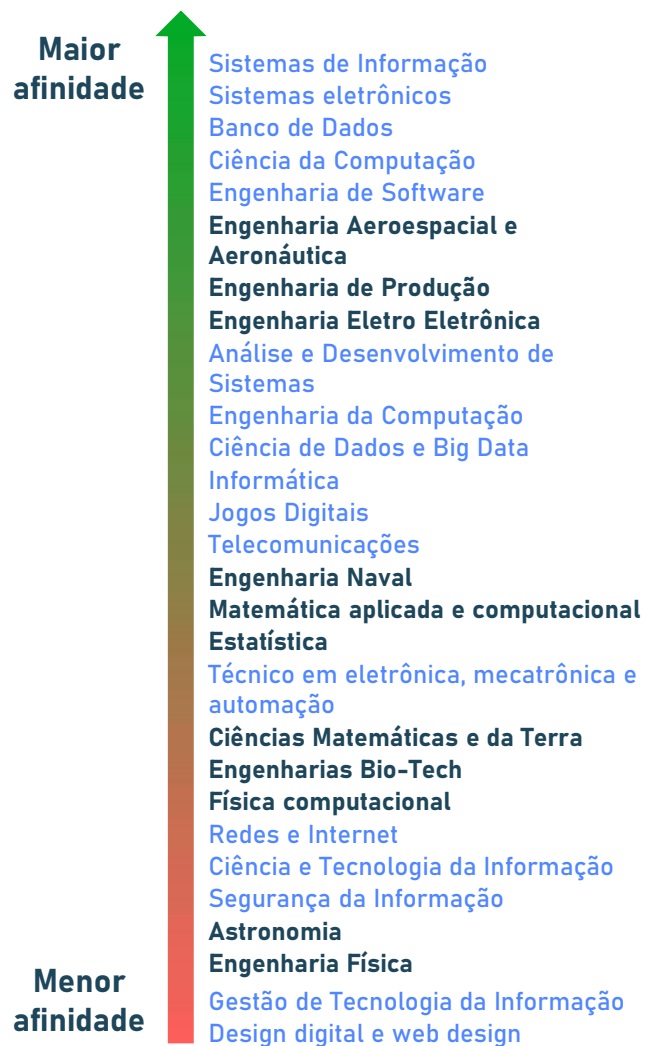 Maior
afinidade
Sistemas de Informação
Sistemas eletrônicos
Banco de Dados
Ciência da Computação
Engenharia de Software
Engenharia Aeroespacial e
Aeronáutica
Engenharia de Produção
Engenharia Eletro Eletrônica
Análise e Desenvolvimento de
Sistemas
Engenharia da Computação
Ciência de Dados e Big Data
Informática
Jogos Digitais
Telecomunicações
Engenharia Naval
Matemática aplicada e computacional
Estatística
Técnico em eletrônica, mecatrônica e
automação
Ciências Matemáticas e da Terra
Engenharias Bio-Tech
Física computacional
Redes e Internet
Ciência e Tecnologia da Informação
Segurança da Informação
Astronomia
Engenharia Física
Menor
afinidade
Gestão de Tecnologia da Informação
Design digital e web design